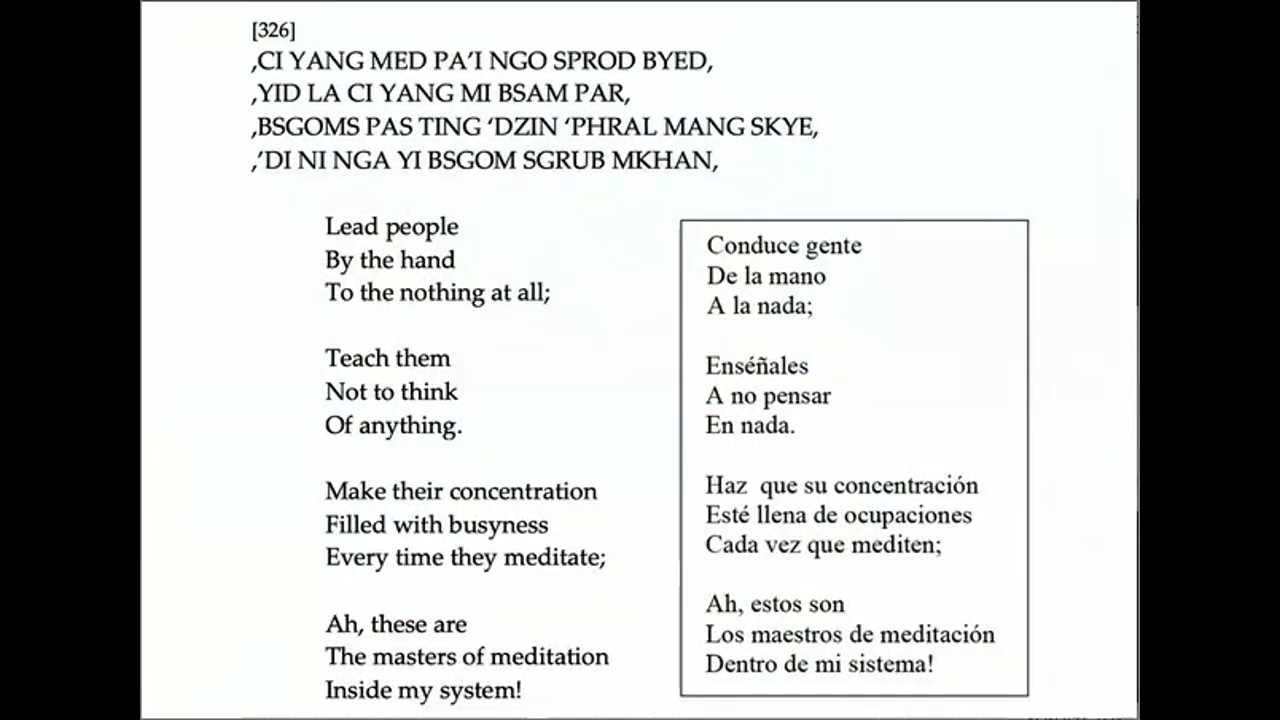 [326]
,CI YANG MED PA’I NGO SPROD BYED,
,YID LA CI YANG MI BSAM PAR,
,BSGOMS PAS TING ‘DZIN ‘PHRAL MANG SKYE,
,’DI NI NGA YI BSGOM SGRUB MKHAN,
Lead people
By the hand
To the nothing at all;
Teach them
Not to think
Of anything.
Make their concentration
Filled with busyness
Every time they meditate;
Ah, these are
The masters of meditation
Inside my system!
Conduce gente
De la mano
A la nada;
Enséñales
A no pensar
En nada.
Haz  que su concentración
Esté llena de ocupaciones
Cada vez que mediten;
Ah, estos son
Los maestros de meditación
Dentro de mi sistema!